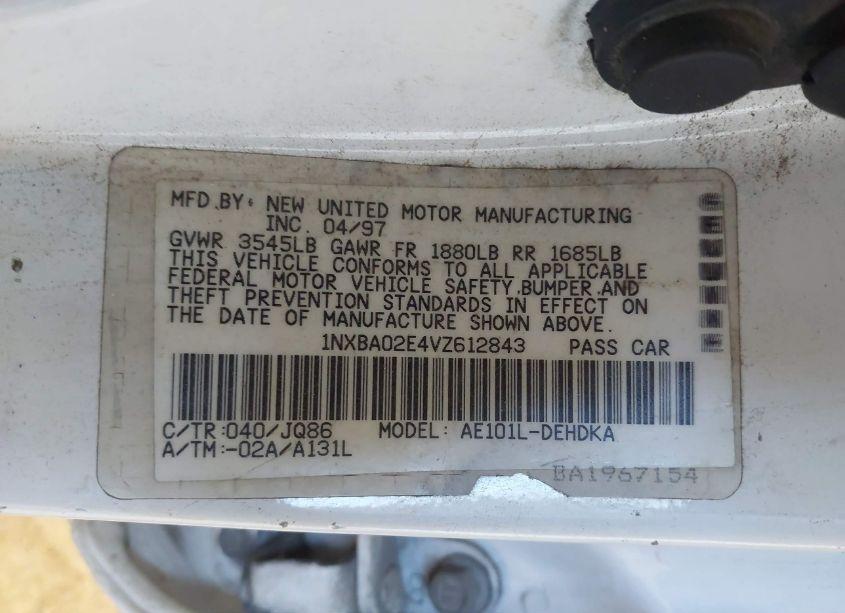 MFD.BY: NEW UNITED MOTOR MANUFACTURING
INC. 04/97
GVWR 3545LB GAWR FR 1880LB RR 1685LB
THIS VEHICLE CONFORMS TO ALL APPLICABLE
FEDERAL MOTOR VEHICLE SAFETY,BUMPER AND
THEFT PREVENTION STANDARDS IN EFFECT ON
THE DATE OF MANUFACTURE SHOWN ABOVE.
1NXBA02E4VZ612843 PASS CAR
C/TR:040/JQ86 MODEL: AE101L-DEHDKA
A/TM:-02A/A131L
BA1967154